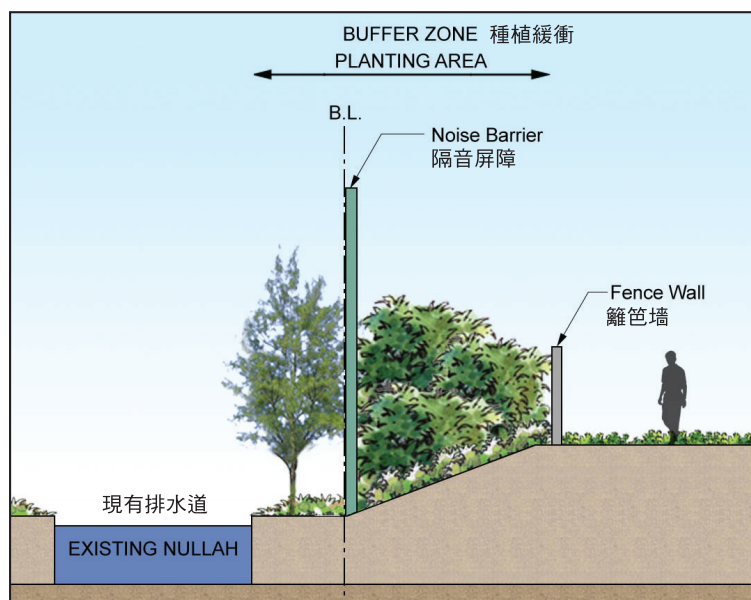 BUFFER ZONE 種植緩衝
PLANTING AREA
B.L.
Noise Barrier
隔音屏障
Fence Wall
籬笆墻
現有排水道
EXISTING NULLAH